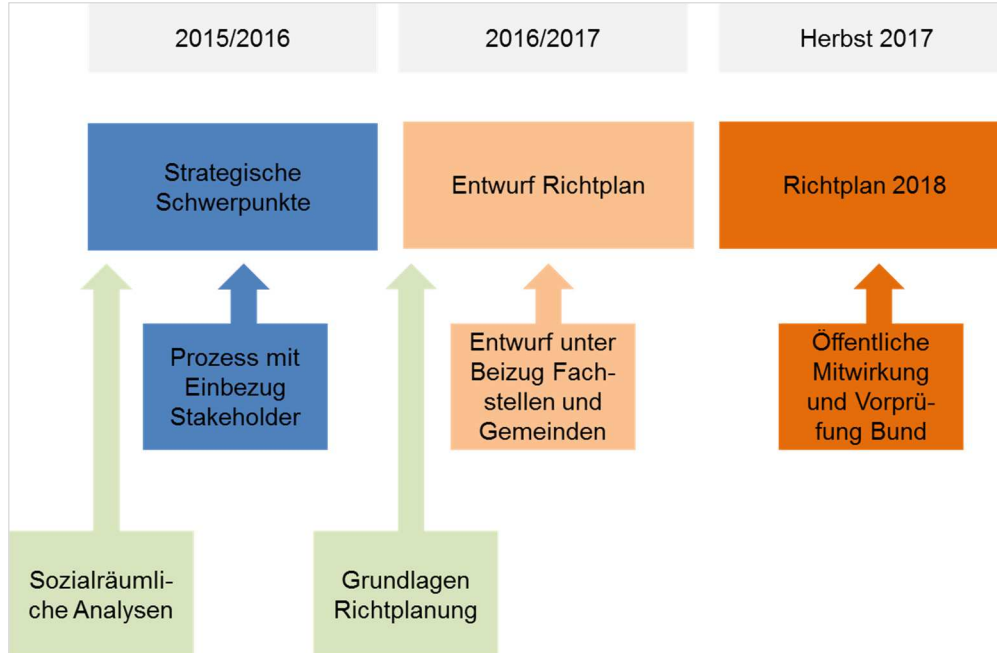 2015/2016
2016/2017
Herbst 2017
Strategische
Schwerpunkte
Entwurf Richtplan
Richtplan 2018
Prozess mit
Einbezug
Stakeholder
Entwurf unter
Beizug Fach-
stellen und
Gemeinden
Öffentliche
Mitwirkung
und Vorprü-
fung Bund
Sozialräumli-
che Analysen
Grundlagen
Richtplanung